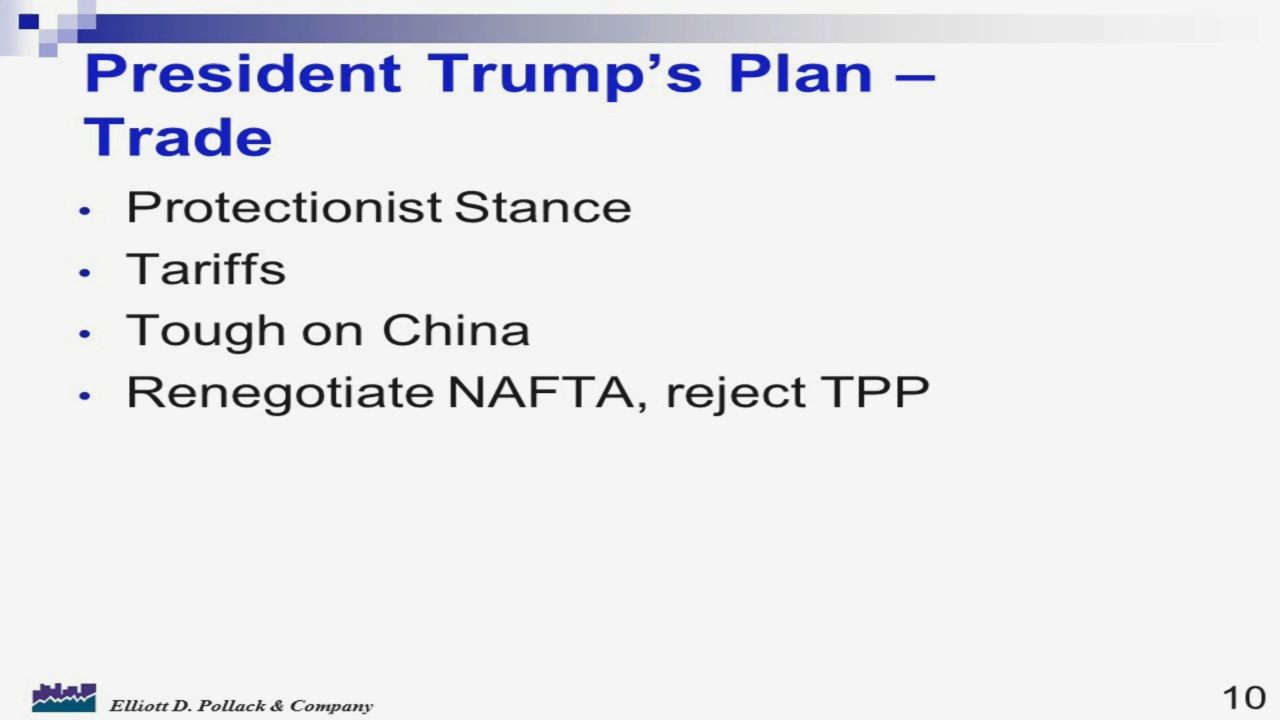 President Trump’s Plan –
Trade
• Protectionist Stance
• Tariffs
• Tough on China
• Renegotiate NAFTA, reject TPP
Elliott D. Pollack & Company
10